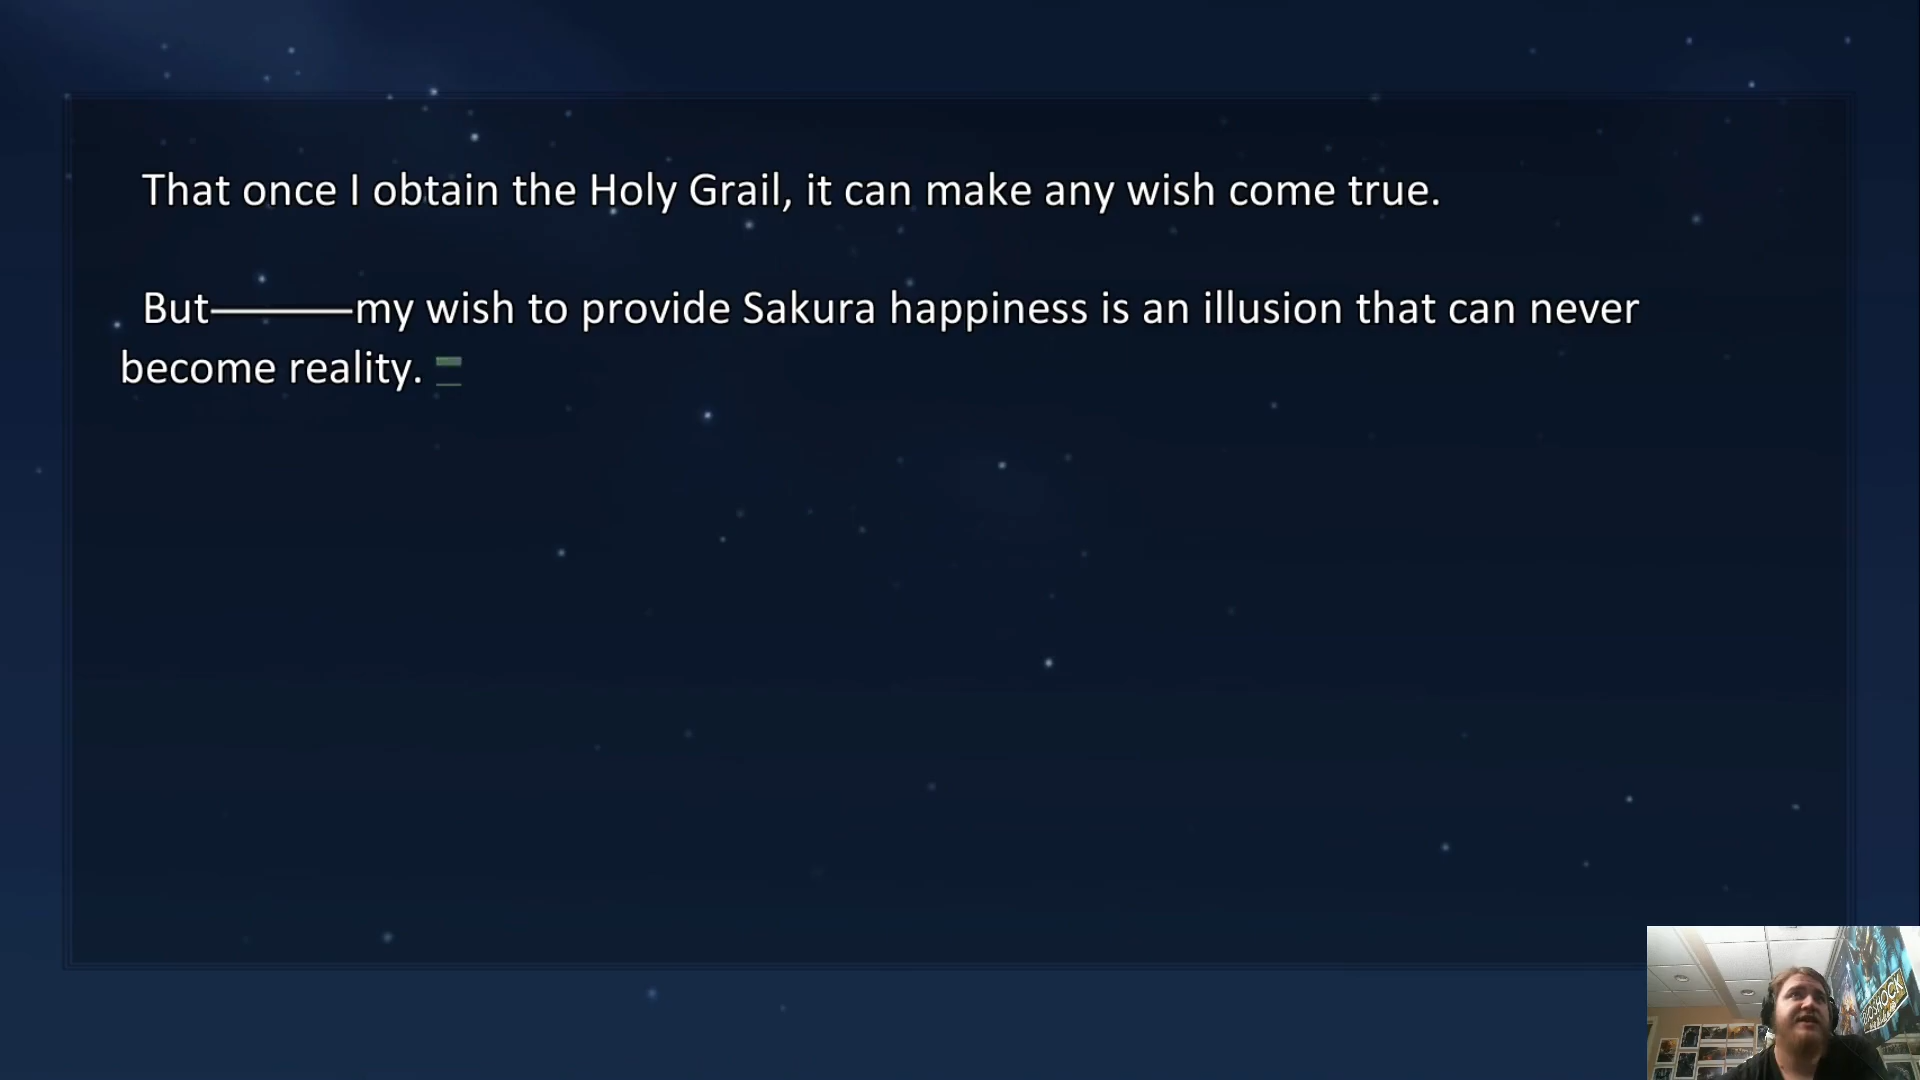 That once I obtain the Holy Grail, it can make any wish come true.
But———my wish to provide Sakura happiness is an illusion that can never
become reality.
BIOSHOCK